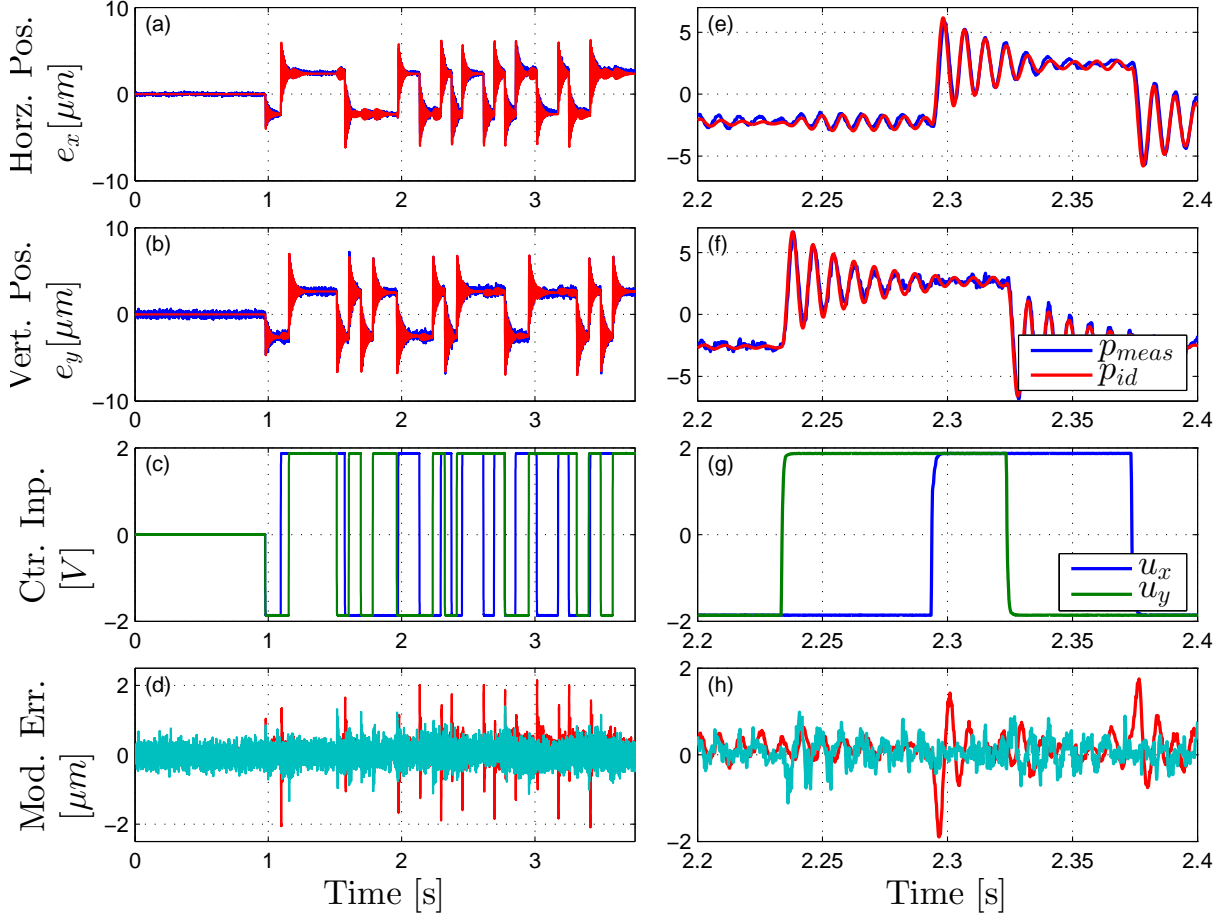 Horz. Pos.
e_x [μm]
10
0
−10
(a)
0 1 2 3
5
0
−5
(e)
2.2 2.25 2.3 2.35 2.4
Vert. Pos.
e_y [μm]
10
0
−10
(b)
0 1 2 3
5
0
−5
(f)
p_meas
p_id
2.2 2.25 2.3 2.35 2.4
Ctr. Inp.
[V]
2
0
−2
(c)
0 1 2 3
2
0
−2
(g)
u_x
u_y
2.2 2.25 2.3 2.35 2.4
Mod. Err.
[μm]
2
0
−2
(d)
0 1 2 3
Time [s]
2
0
−2
(h)
2.2 2.25 2.3 2.35 2.4
Time [s]